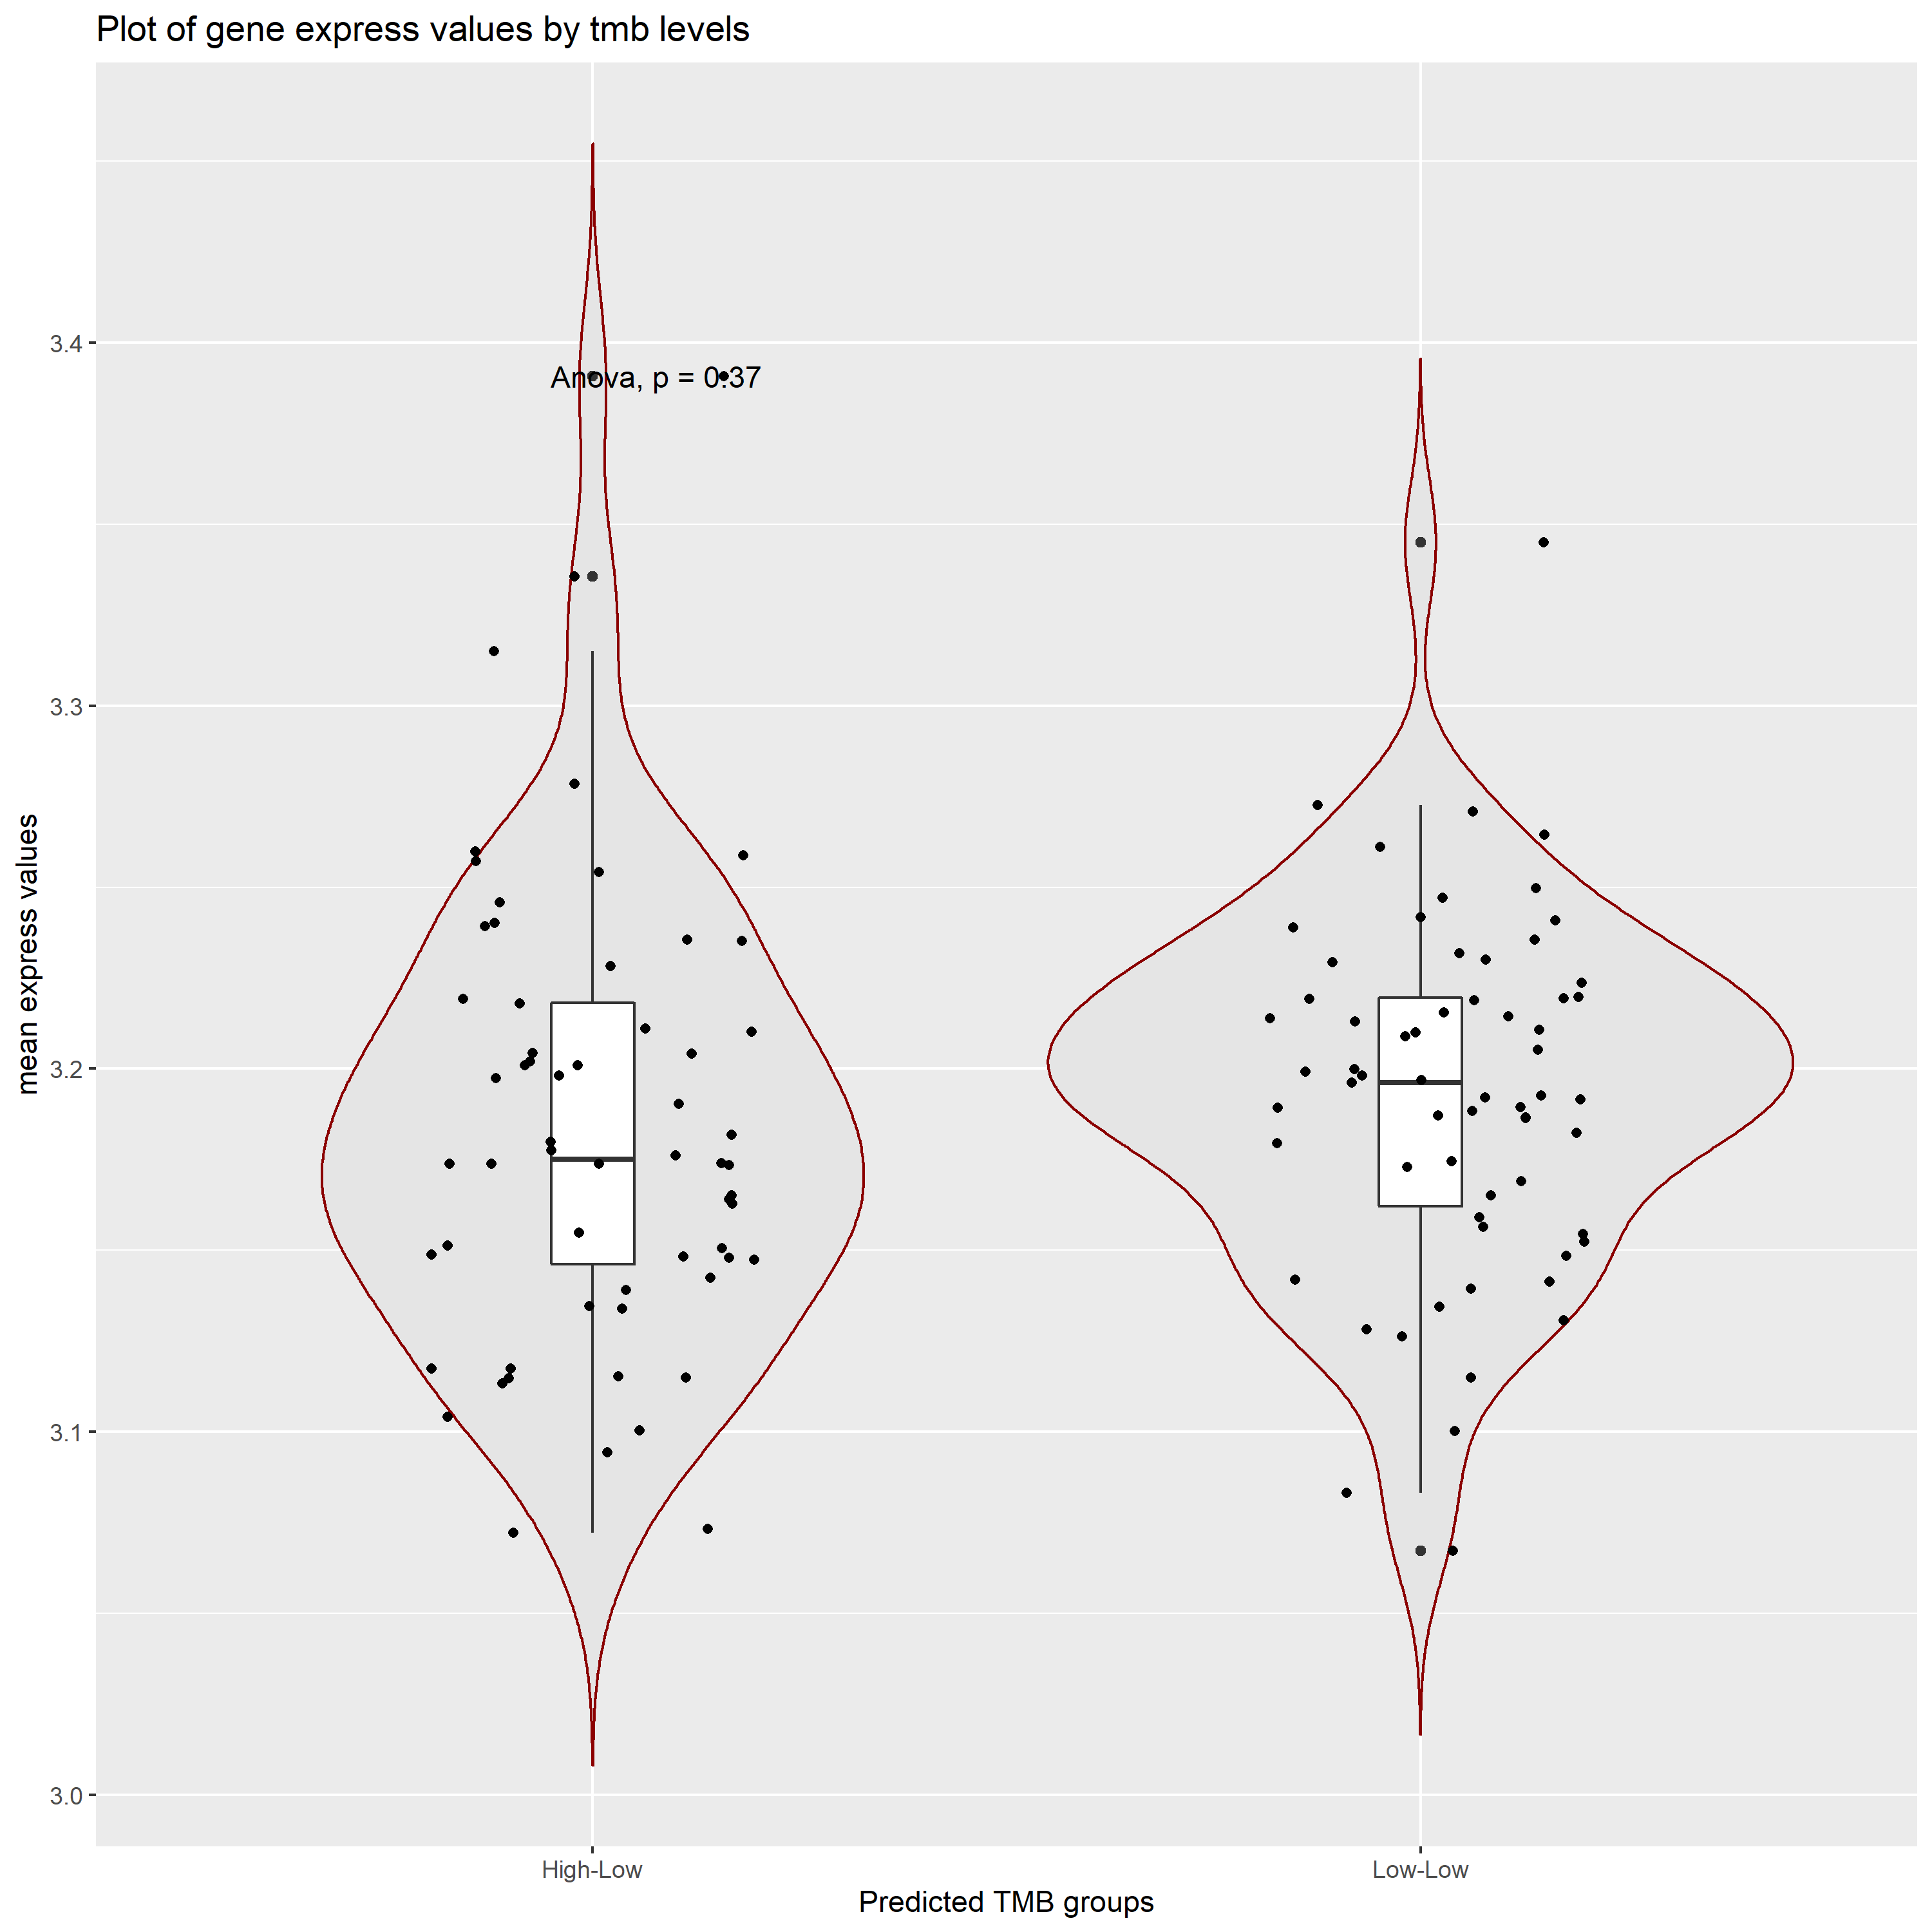 Plot of gene express values by tmb levels
mean express values
3.4
3.3
3.2
3.1
3.0
Anova, p = 0.37
High-Low
Low-Low
Predicted TMB groups